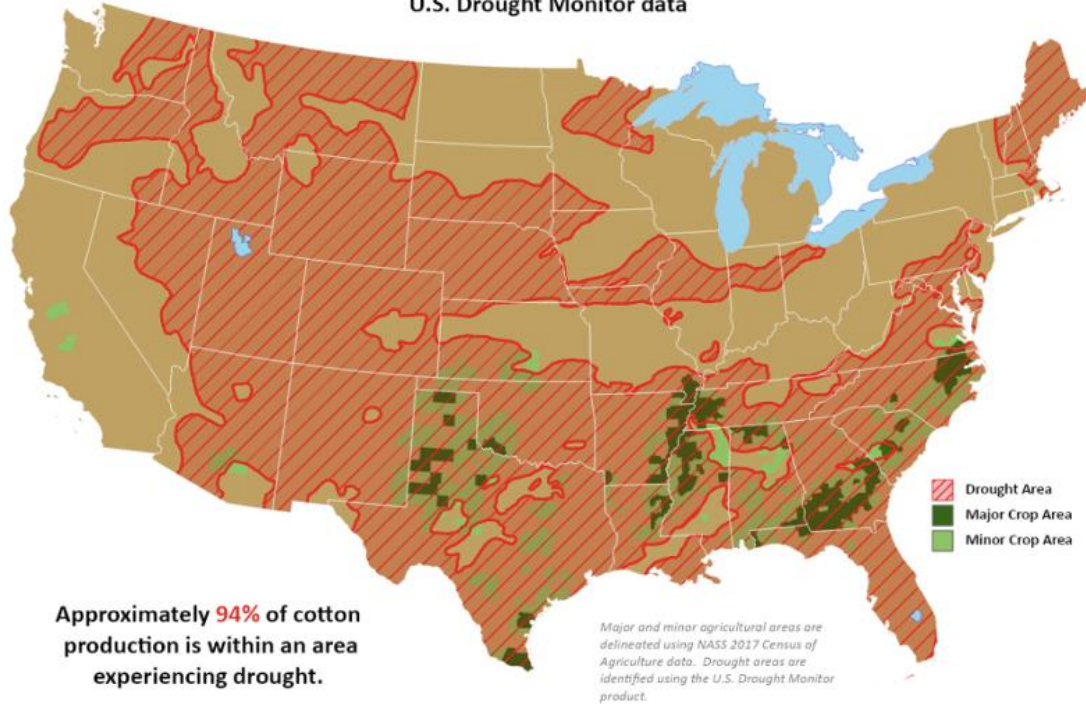 U.S. Drought Monitor data
Drought Area
Major Crop Area
Minor Crop Area
Approximately 94% of cotton
production is within an area
experiencing drought.
Major and minor agricultural areas are
delineated using NASS 2017 Census of
Agriculture data. Drought areas are
identified using the U.S. Drought Monitor
product.